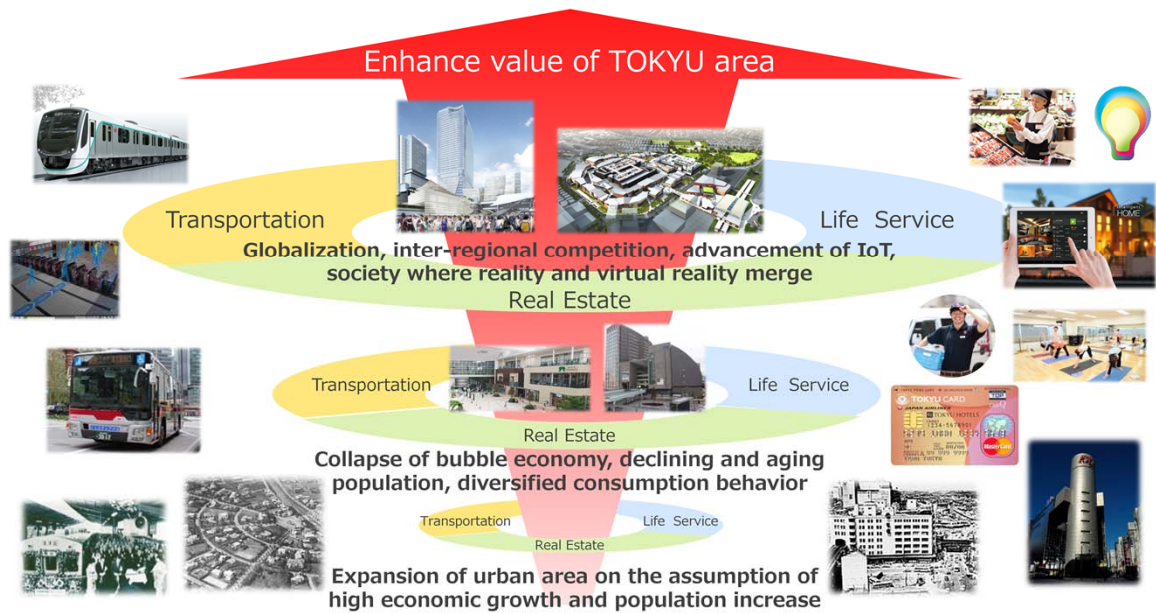 Enhance value of TOKYU area
Transportation
Life Service
Globalization, inter-regional competition, advancement of IoT,
society where reality and virtual reality merge
Real Estate
HOME
Transportation
Life Service
Real Estate
TOKYU CARD
JAPAN AIRLINES
TOKYU HOTELS
MasterCard
Collapse of bubble economy, declining and aging
population, diversified consumption behavior
Transportation
Life Service
Real Estate
Expansion of urban area on the assumption of
high economic growth and population increase